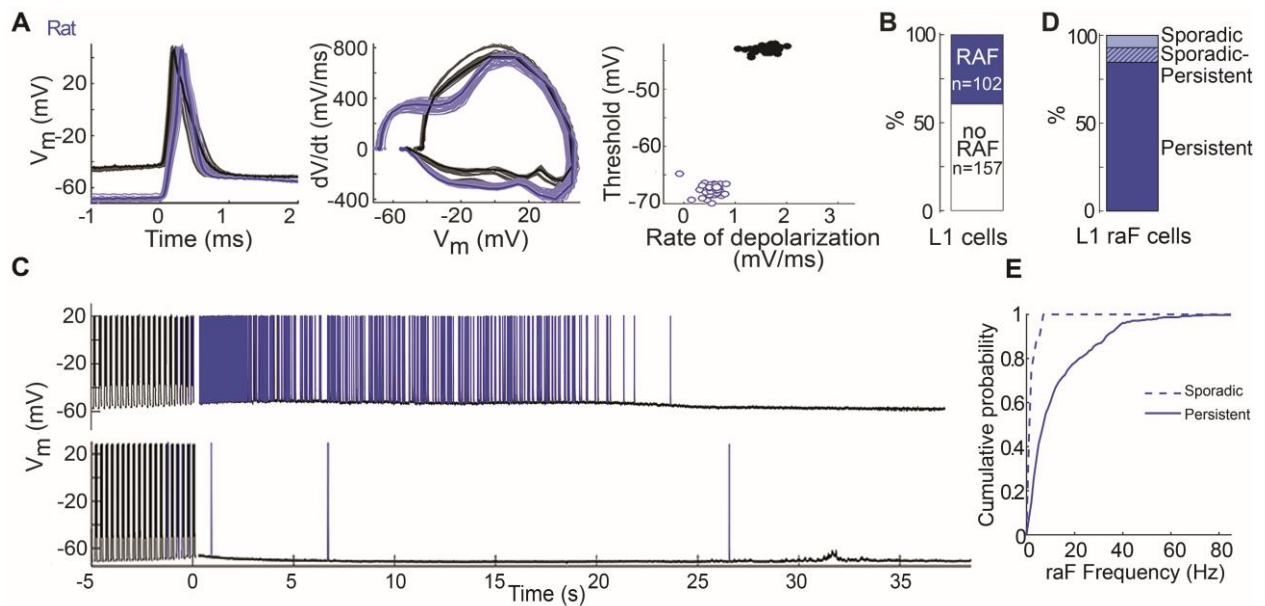 A
Rat
Vm (mV)
20
-20
-60
-1
0
1
2
Time (ms)
dV/dt (mV/ms)
800
400
0
-400
-60
-20
20
Vm (mV)
Threshold (mV)
-50
-60
-70
0
1
2
3
Rate of depolarization
(mV/ms)
B
%
100
50
0
RAF
n=102
no
RAF
n=157
L1 cells
D
%
100
50
0
Sporadic
Sporadic-
Persistent
Persistent
L1 raF cells
C
Vm (mV)
20
-20
-60
20
-20
-60
-5
0
5
10
15
20
25
30
35
Time (s)
E
Cumulative probability
1
0.8
0.6
0.4
0.2
0
0
20
40
60
80
Sporadic
Persistent
raF Frequency (Hz)